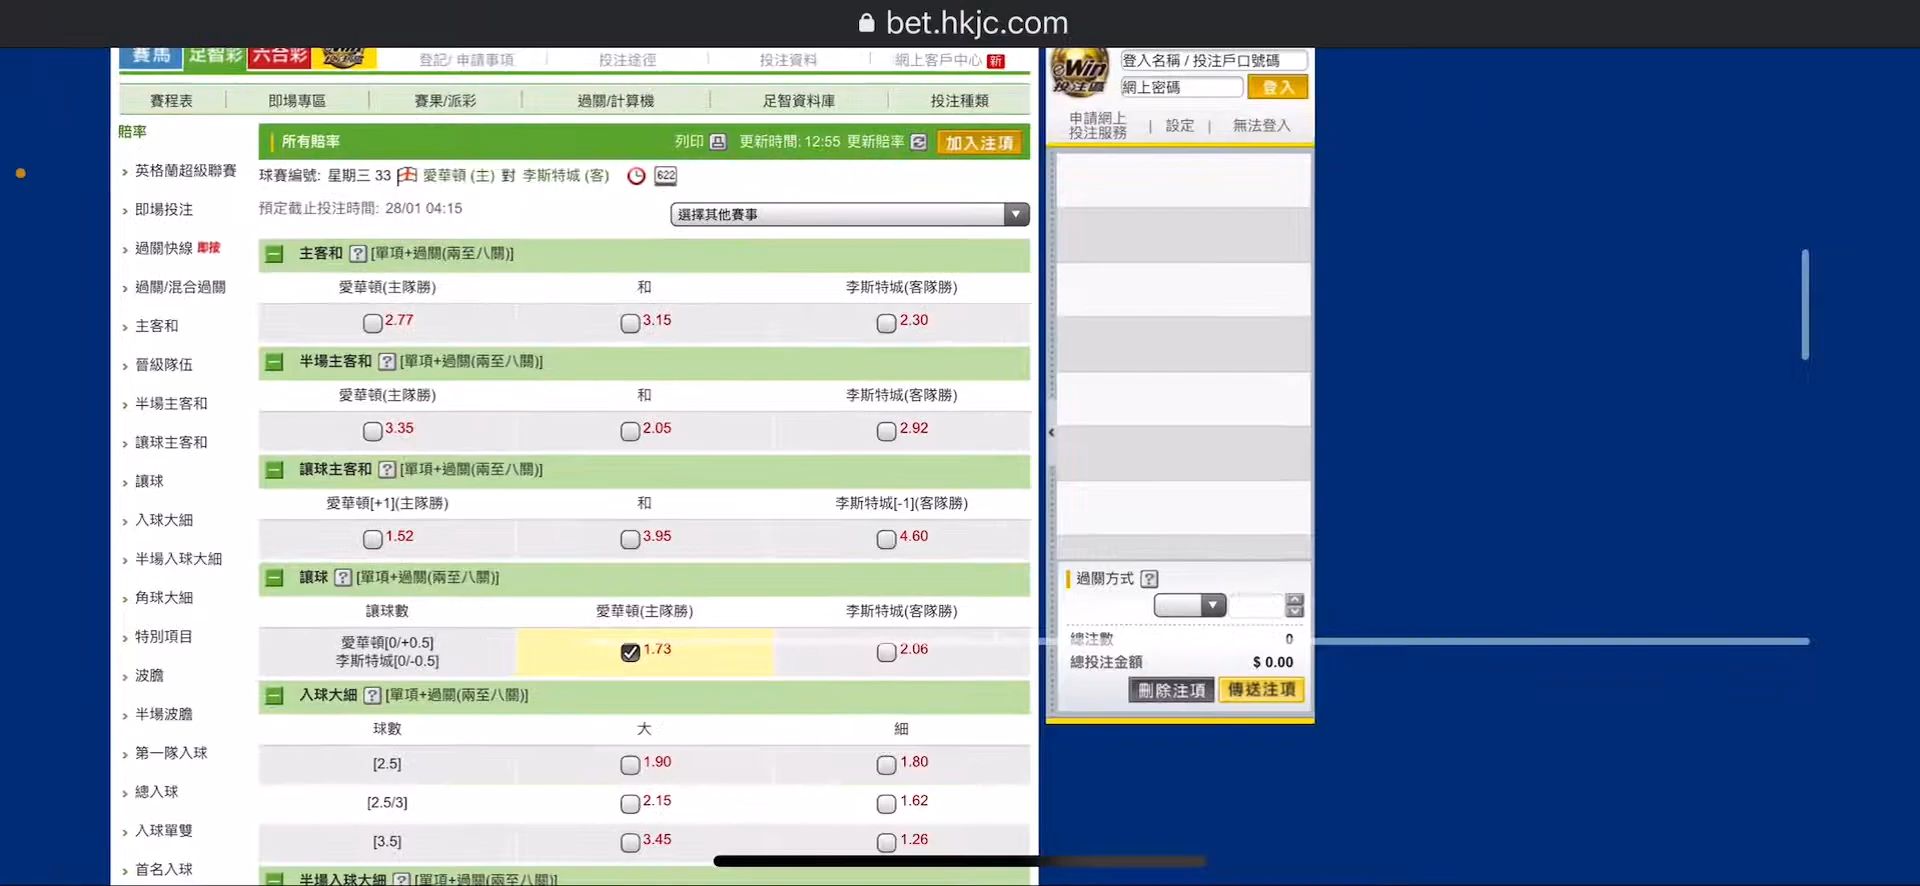 bet.hkjc.com
賽馬 足智彩 六合彩
登記/ 申請事項 投注途徑 投注資料 網上客戶中心 新
賽程表 即場專區 賽果/派彩 過關/計算機 足智資料庫 投注種類
賠率
英格蘭超級聯賽
即場投注
過關快線 即按
過關/混合過關
主客和
晉級隊伍
半場主客和
讓球主客和
讓球
入球大細
半場入球大細
角球大細
特別項目
波膽
半場波膽
第一隊入球
總入球
入球單雙
首名入球
所有賠率 列印 更新時間: 12:55 更新賠率 加入注項
球賽編號: 星期三 33 愛華頓 (主) 對 李斯特城 (客) 622
預定截止投注時間: 28/01 04:15
選擇其他賽事
主客和 ? [單項+過關(兩至八關)]
愛華頓(主隊勝) 和 李斯特城(客隊勝)
2.77 3.15 2.30
半場主客和 ? [單項+過關(兩至八關)]
愛華頓(主隊勝) 和 李斯特城(客隊勝)
3.35 2.05 2.92
讓球主客和 ? [單項+過關(兩至八關)]
愛華頓[+1](主隊勝) 和 李斯特城[-1](客隊勝)
1.52 3.95 4.60
讓球 ? [單項+過關(兩至八關)]
讓球數 愛華頓(主隊勝) 李斯特城(客隊勝)
愛華頓[0/+0.5]
李斯特城[0/-0.5]
1.73 2.06
入球大細 ? [單項+過關(兩至八關)]
球數 大 細
[2.5] 1.90 1.80
[2.5/3] 2.15 1.62
[3.5] 3.45 1.26
半場入球大細 ? [單項+過關(兩至八關)]
eWin
投注區
登入名稱 / 投注戶口號碼
網上密碼 登入
申請網上
投注服務 | 設定 | 無法登入
過關方式 ?
總注數 0
總投注金額 $ 0.00
刪除注項 傳送注項